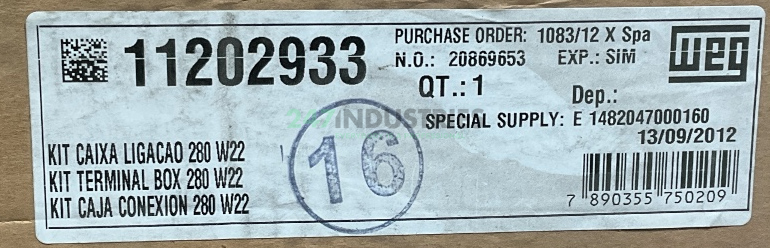 11202933
PURCHASE ORDER: 1083/12 X Spa
N.O.: 20869653 EXP.: SIM
QT.: 1
Dep.:
SPECIAL SUPPLY: E 1482047000160
13/09/2012
WEG
247INDUSTRIES
16
KIT CAIXA LIGACAO 280 W22
KIT TERMINAL BOX 280 W22
KIT CAJA CONEXION 280 W22
7 890355 750209